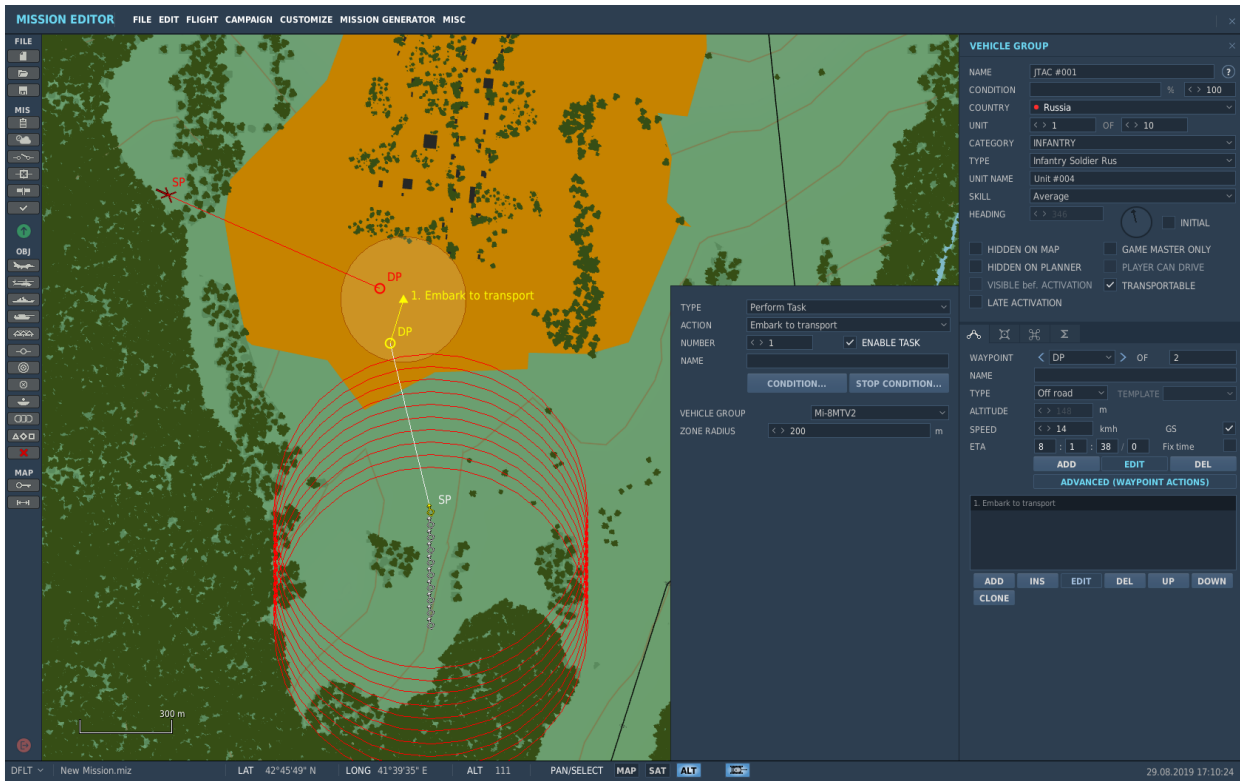 MISSION EDITOR FILE EDIT FLIGHT CAMPAIGN CUSTOMIZE MISSION GENERATOR MISC
FILE
MIS
OBJ
MAP
SP
DP
1. Embark to transport
DP
SP
300 m
TYPE Perform Task
ACTION Embark to transport
NUMBER < > 1 ENABLE TASK
NAME
CONDITION... STOP CONDITION...
VEHICLE GROUP Mi-8MTV2
ZONE RADIUS < > 200 m
VEHICLE GROUP
NAME JTAC #001 ?
CONDITION % < > 100
COUNTRY Russia
UNIT < > 1 OF < > 10
CATEGORY INFANTRY
TYPE Infantry Soldier Rus
UNIT NAME Unit #004
SKILL Average
HEADING < > 346 INITIAL
HIDDEN ON MAP GAME MASTER ONLY
HIDDEN ON PLANNER PLAYER CAN DRIVE
VISIBLE bef. ACTIVATION TRANSPORTABLE
LATE ACTIVATION
WAYPOINT < DP > OF 2
NAME
TYPE Off road TEMPLATE
ALTITUDE < > 148 m
SPEED < > 14 kmh GS
ETA 8 : 1 : 38 / 0 Fix time
ADD EDIT DEL
ADVANCED (WAYPOINT ACTIONS)
1. Embark to transport
ADD INS EDIT DEL UP DOWN
CLONE
DFLT New Mission.miz LAT 42°45'49" N LONG 41°39'35" E ALT 111 PAN/SELECT MAP SAT ALT 29.08.2019 17:10:24